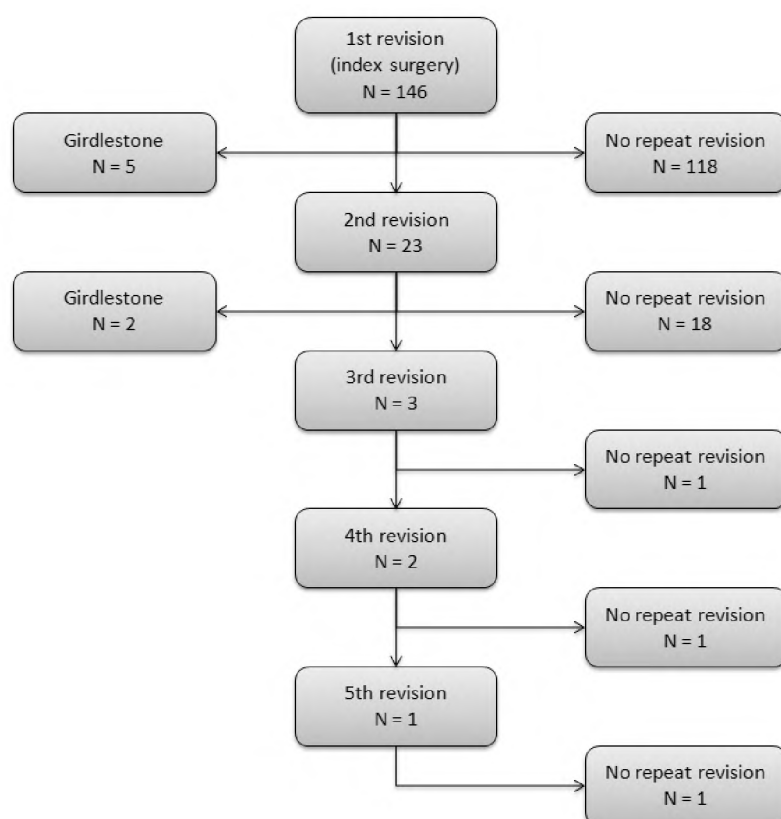 1st revision
(index surgery)
N = 146
Girdlestone
N = 5
No repeat revision
N = 118
2nd revision
N = 23
Girdlestone
N = 2
No repeat revision
N = 18
3rd revision
N = 3
No repeat revision
N = 1
4th revision
N = 2
No repeat revision
N = 1
5th revision
N = 1
No repeat revision
N = 1